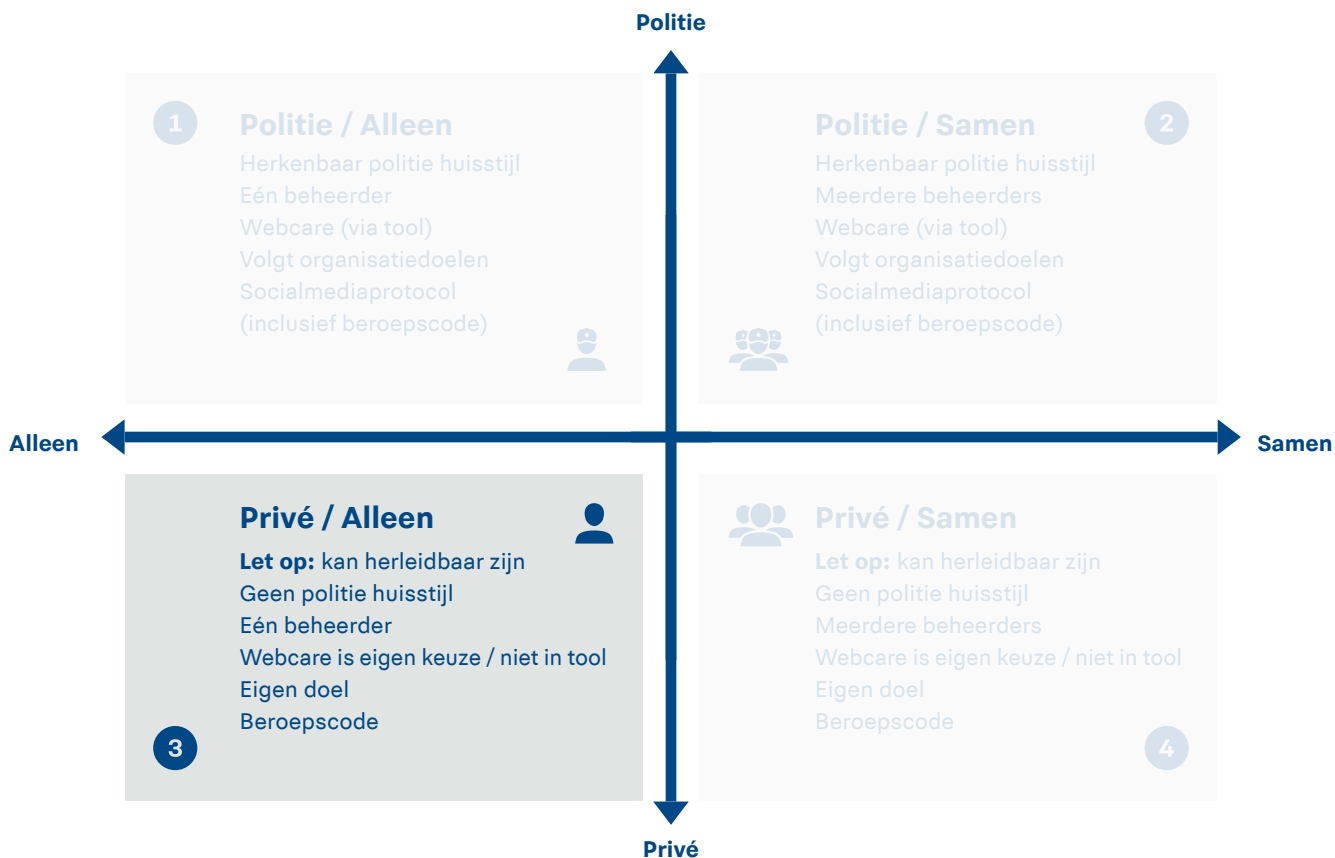 Politie
1
Politie / Alleen
Herkenbaar politie huisstijl
Eén beheerder
Webcare (via tool)
Volgt organisatiedoelen
Socialmediaprotocol
(inclusief beroepscode)
Politie / Samen
2
Herkenbaar politie huisstijl
Meerdere beheerders
Webcare (via tool)
Volgt organisatiedoelen
Socialmediaprotocol
(inclusief beroepscode)
Alleen
Samen
Privé / Alleen
Let op: kan herleidbaar zijn
Geen politie huisstijl
Eén beheerder
Webcare is eigen keuze / niet in tool
Eigen doel
Beroepscode
3
Privé / Samen
Let op: kan herleidbaar zijn
Geen politie huisstijl
Meerdere beheerders
Webcare is eigen keuze / niet in tool
Eigen doel
Beroepscode
4
Privé